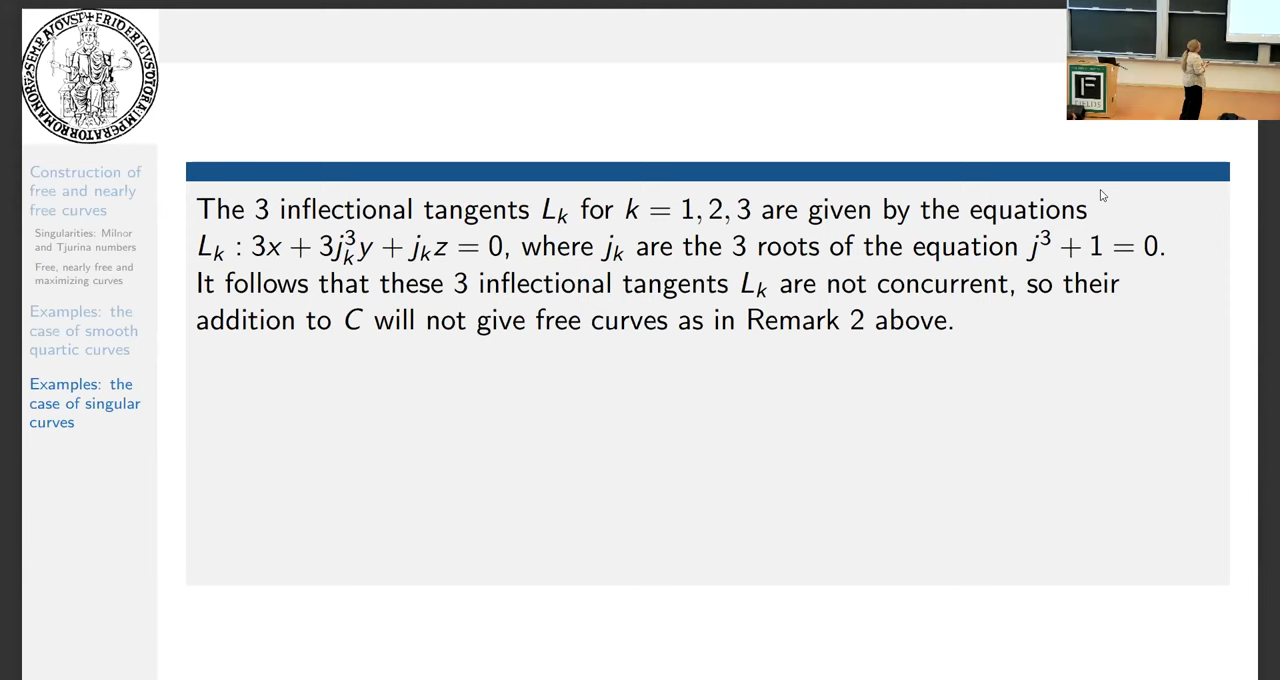 Construction of
free and nearly
free curves
Singularities: Milnor
and Tjurina numbers
Free, nearly free and
maximizing curves
Examples: the
case of smooth
quartic curves
Examples: the
case of singular
curves
The 3 inflectional tangents L_k for k = 1, 2, 3 are given by the equations
L_k : 3x + 3j_k^3y + j_kz = 0, where j_k are the 3 roots of the equation j^3 + 1 = 0.
It follows that these 3 inflectional tangents L_k are not concurrent, so their
addition to C will not give free curves as in Remark 2 above.
F
FIELDS